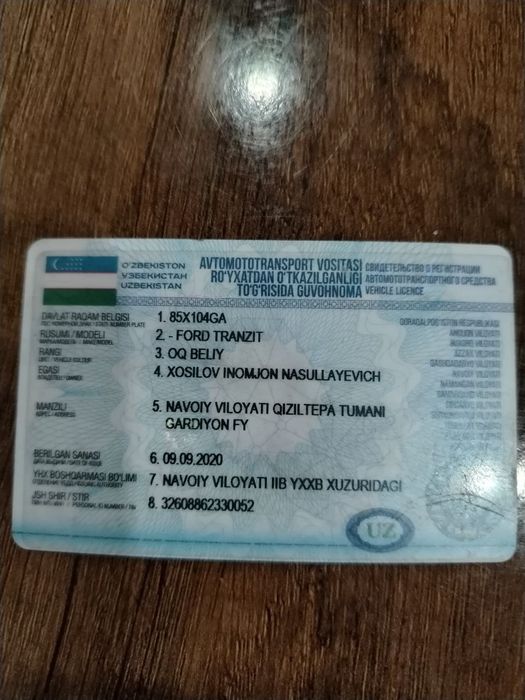 O'ZBEKISTON
УЗБЕКИСТАН
UZBEKISTAN
AVTOMOTOTRANSPORT VOSITASI
RO'YXATDAN O'TKAZILGANLIGI
TO'G'RISIDA GUVOHNOMA
СВИДЕТЕЛЬСТВО О РЕГИСТРАЦИИ
АВТОМОТОТРАНСПОРТНОГО СРЕДСТВА
VEHICLE LICENCE
DAVLAT RAQAM BELGISI
1. 85X104GA
RUSUMI / MODELI
2. - FORD TRANZIT
RANGI
3. OQ BELIY
EGASI
4. XOSILOV INOMJON NASULLAYEVICH
MANZILI
5. NAVOIY VILOYATI QIZILTEPA TUMANI
GARDIYON FY
BERILGAN SANASI
6. 09.09.2020
YHX BOSHQARMASI BO'LIMI
7. NAVOIY VILOYATI IIB YXXB XUZURIDAGI
JSH SHIR / STIR
8. 32608862330052
UZ